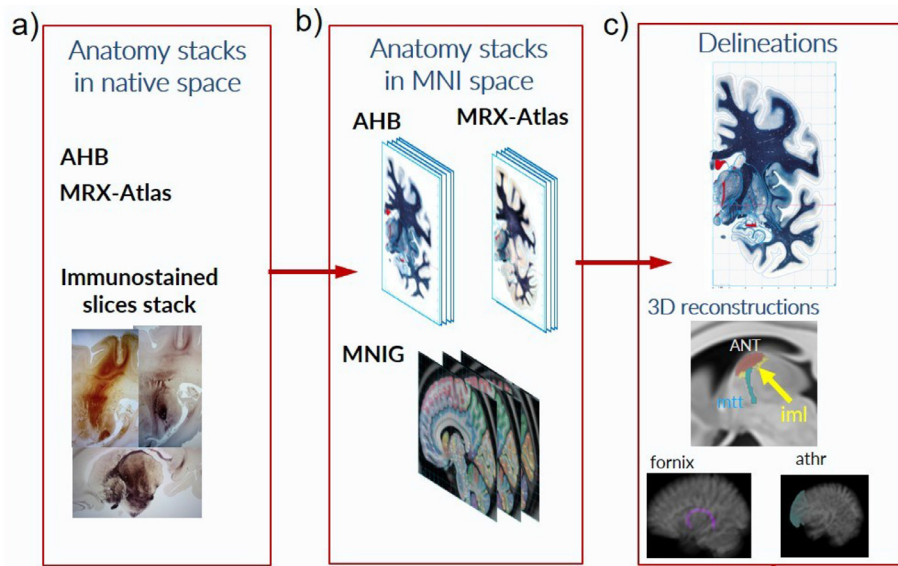 a)
Anatomy stacks
in native space
AHB
MRX-Atlas
Immunostained
slices stack
b)
Anatomy stacks
in MNI space
AHB
MRX-Atlas
MNIG
c)
Delineations
3D reconstructions
ANT
mtt
iml
fornix
athr